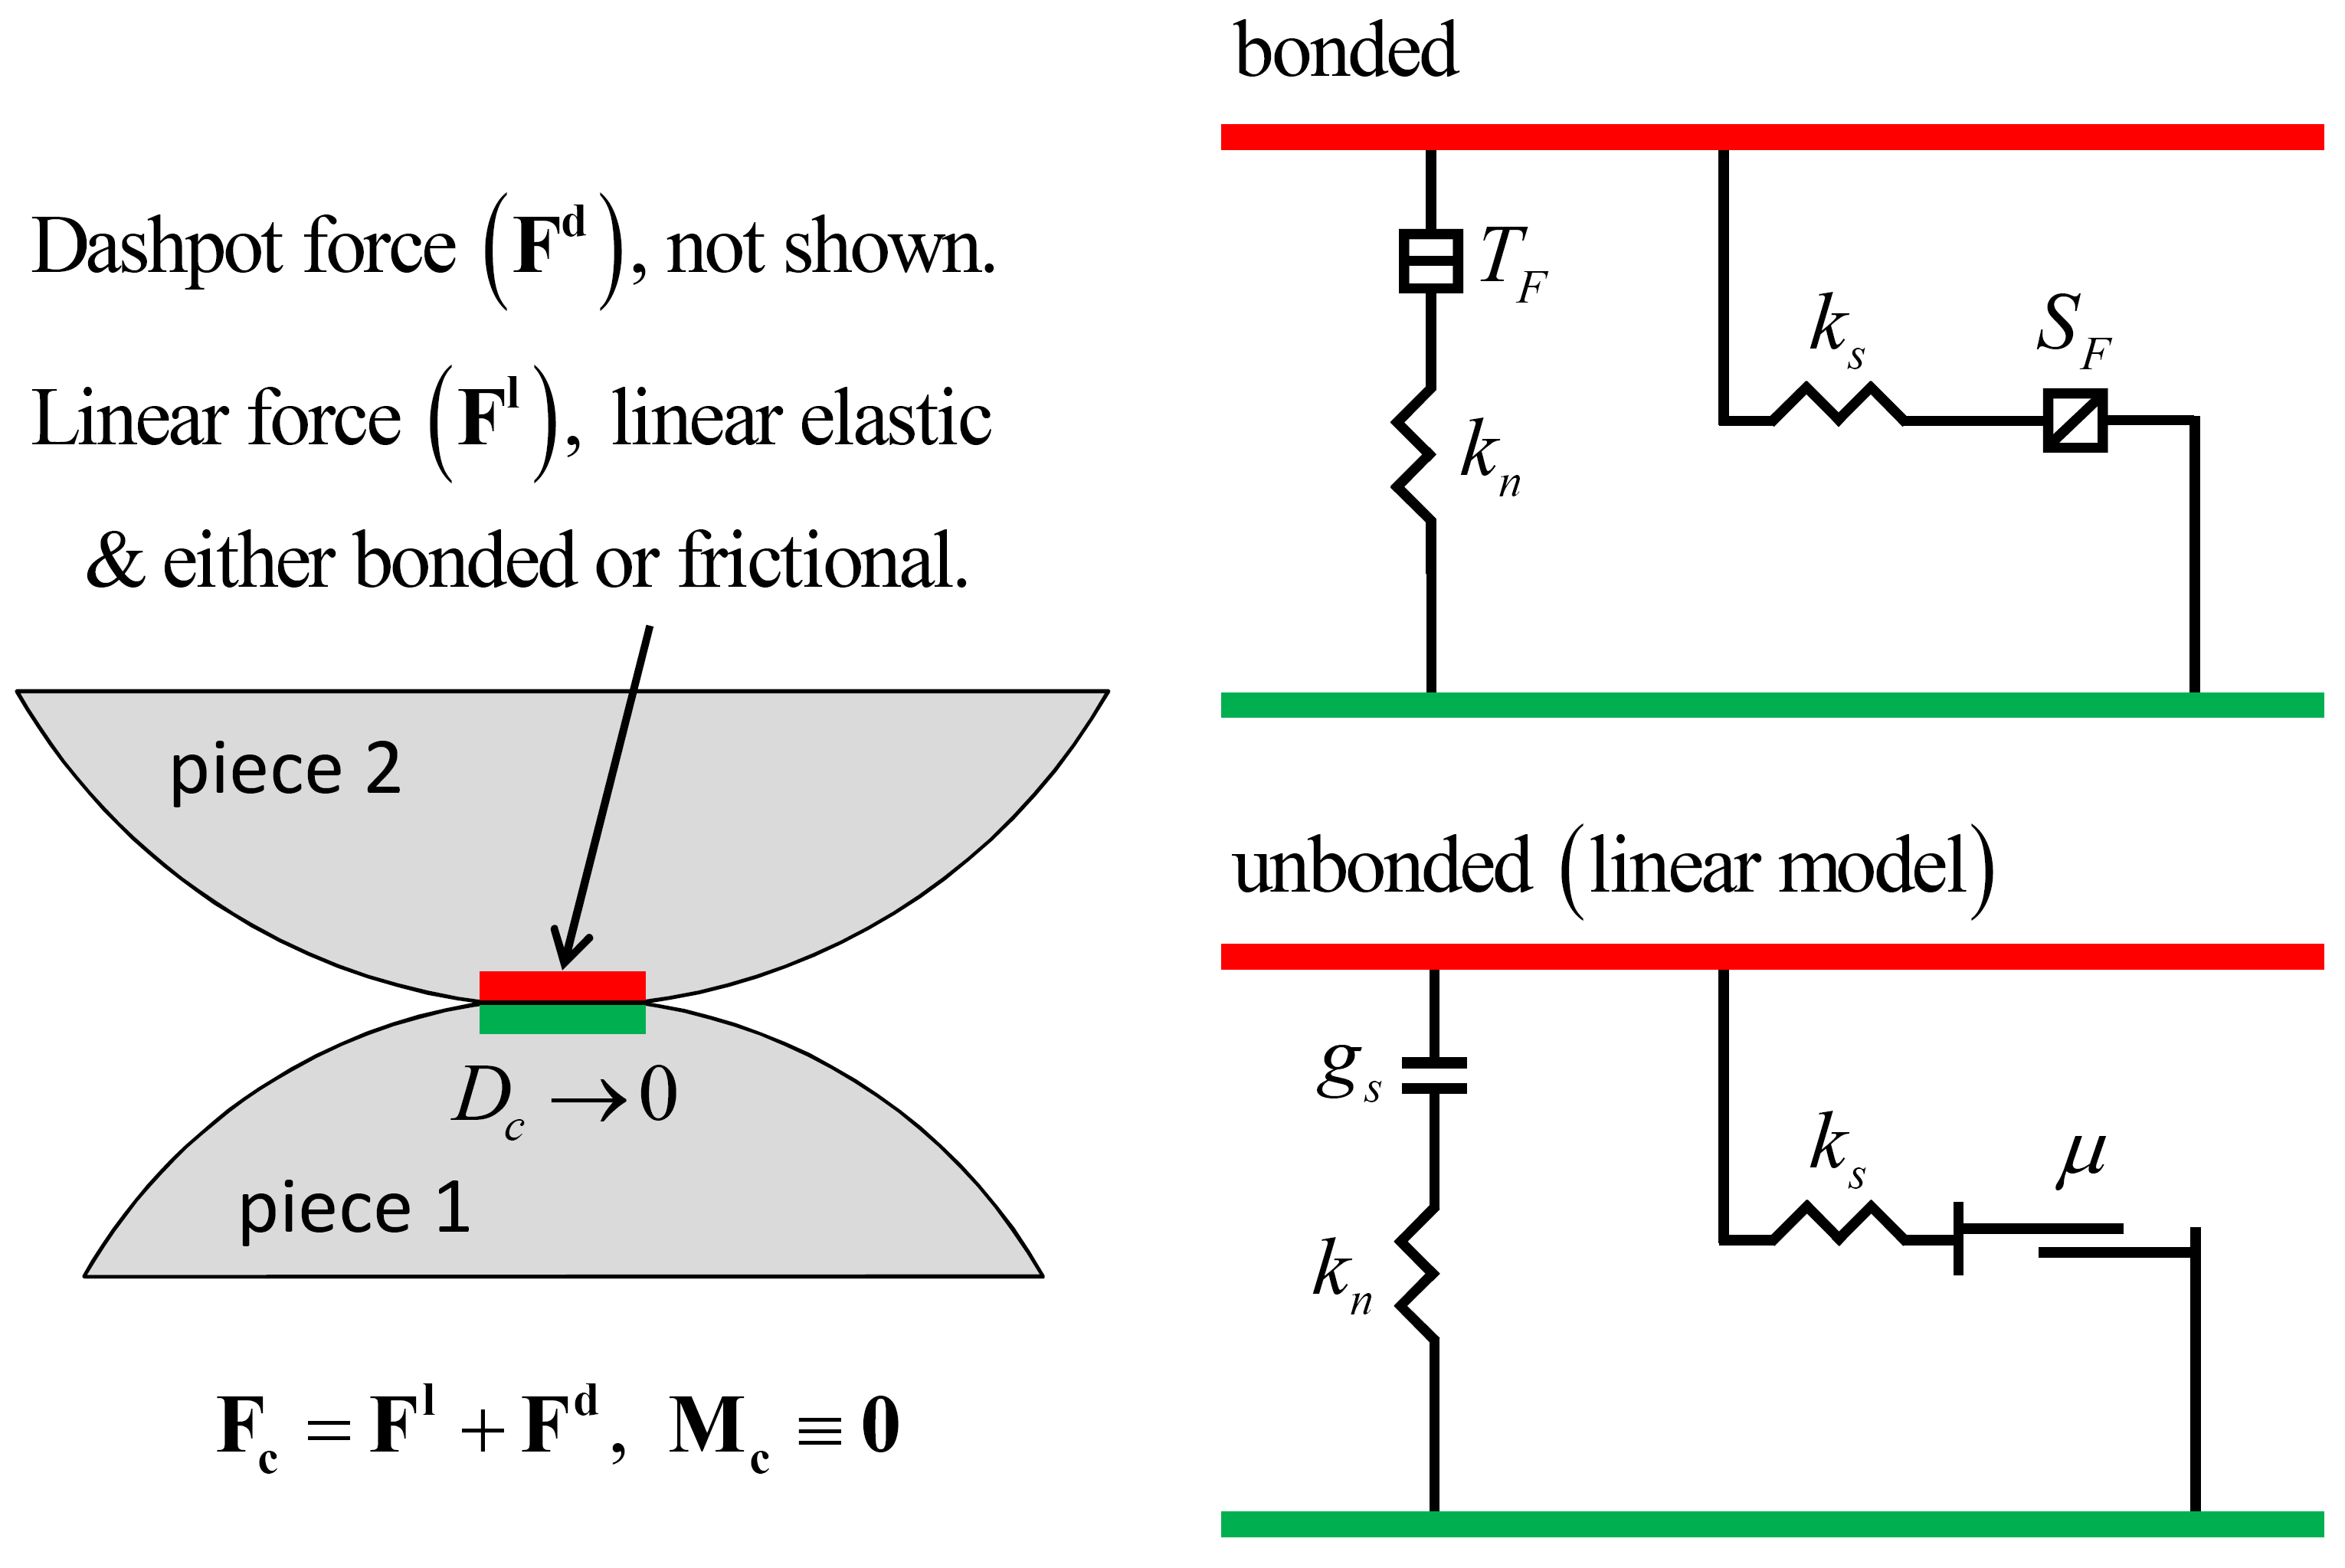 Dashpot force (F^d), not shown.
Linear force (F^l), linear elastic
& either bonded or frictional.
piece 2
D_c → 0
piece 1
F_c = F^l + F^d, M_c ≡ 0
bonded
T_F
k_n
k_s
S_F
unbonded (linear model)
g_s
k_n
k_s
μ